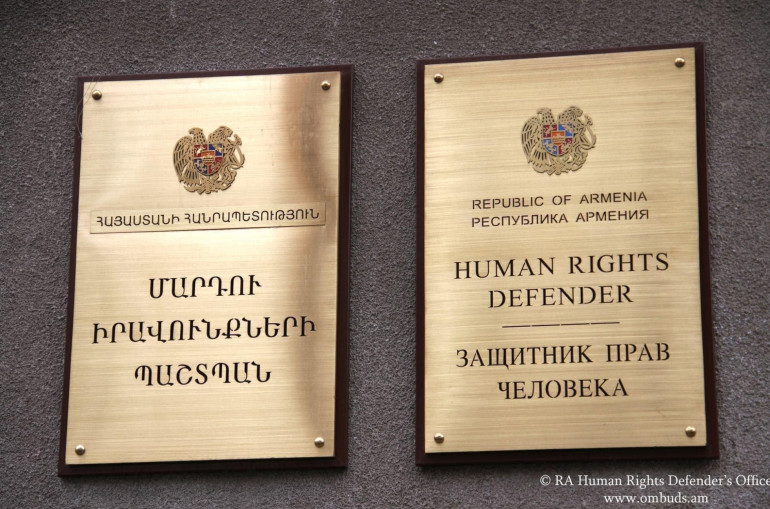 ՀԱՅԱՍՏԱՆԻ ՀԱՆՐԱՊԵՏՈՒԹՅՈՒՆ
ՄԱՐԴՈՒ
ԻՐԱՎՈՒՆՔՆԵՐԻ
ՊԱՇՏՊԱՆ
REPUBLIC OF ARMENIA
РЕСПУБЛИКА АРМЕНИЯ
HUMAN RIGHTS
DEFENDER
ЗАЩИТНИК ПРАВ
ЧЕЛОВЕКА
© RA Human Rights Defender's Office
www.ombuds.am